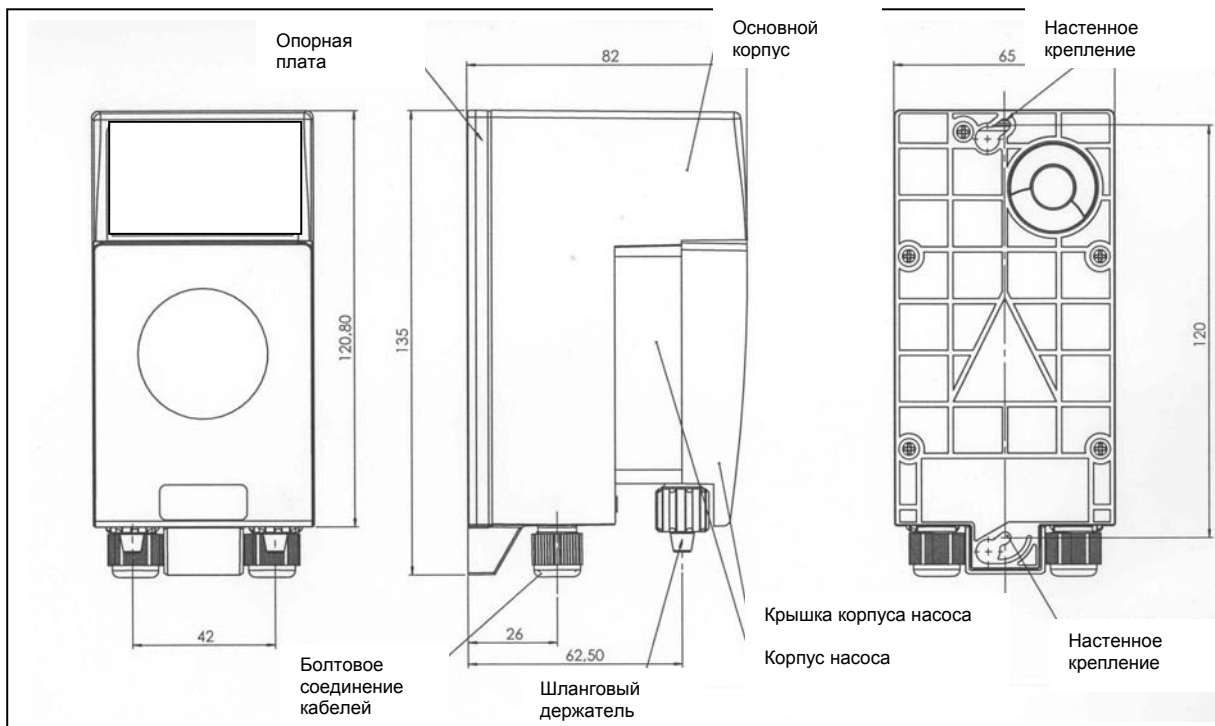 Опорная
плата
82
Основной
корпус
Настенное
крепление
65
120,80
135
120
42
26
62,50
Болтовое
соединение
кабелей
Шланговый
держатель
Крышка корпуса насоса
Корпус насоса
Настенное
крепление